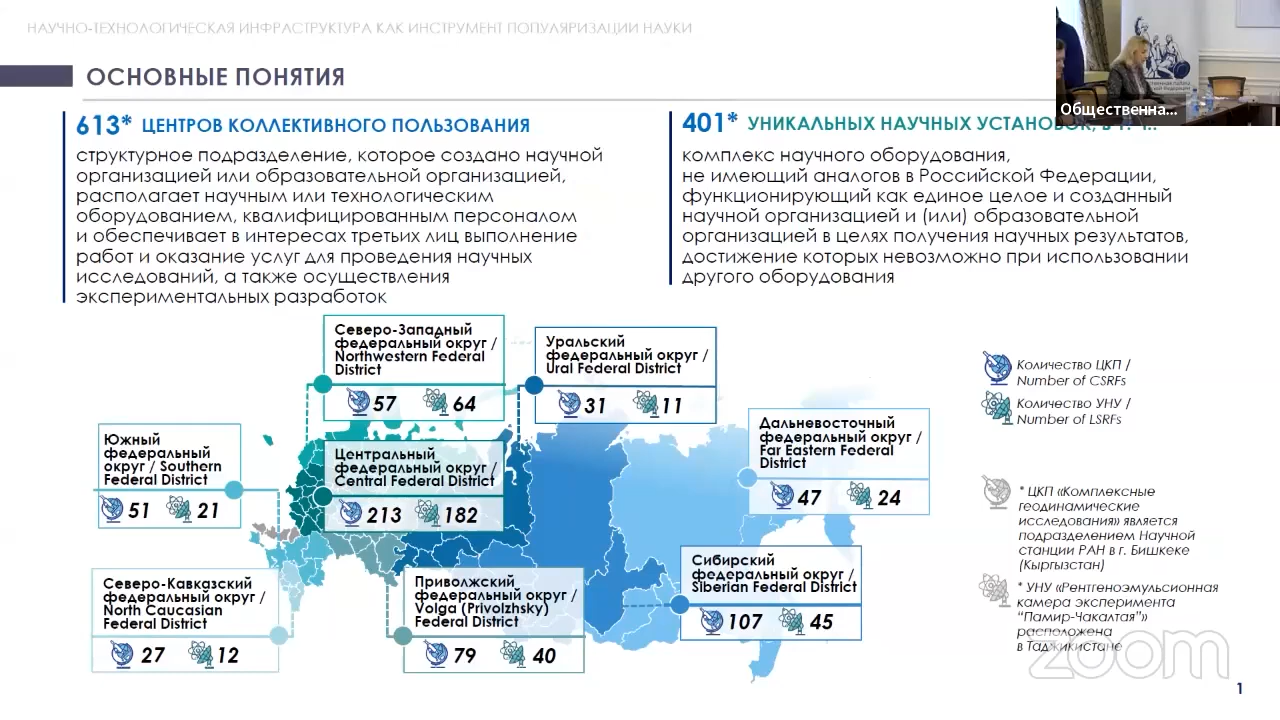 НАУЧНО-ТЕХНОЛОГИЧЕСКАЯ ИНФРАСТРУКТУРА КАК ИНСТРУМЕНТ ПОПУЛЯРИЗАЦИИ НАУКИ
ОСНОВНЫЕ ПОНЯТИЯ
Общественна...
613* ЦЕНТРОВ КОЛЛЕКТИВНОГО ПОЛЬЗОВАНИЯ
структурное подразделение, которое создано научной
организацией или образовательной организацией,
располагает научным или технологическим
оборудованием, квалифицированным персоналом
и обеспечивает в интересах третьих лиц выполнение
работ и оказание услуг для проведения научных
исследований, а также осуществления
экспериментальных разработок
401* УНИКАЛЬНЫХ НАУЧНЫХ УСТАНОВОК,
комплекс научного оборудования,
не имеющий аналогов в Российской Федерации,
функционирующий как единое целое и созданный
научной организацией и (или) образовательной
организацией в целях получения научных результатов,
достижение которых невозможно при использовании
другого оборудования
Северо-Западный
федеральный округ /
Northwestern Federal
District
57 64
Уральский
федеральный округ /
Ural Federal District
31 11
Южный
федеральный
округ / Southern
Federal District
51 21
Центральный
федеральный округ /
Central Federal District
213 182
Дальневосточный
федеральный округ /
Far Eastern Federal
District
47 24
Северо-Кавказский
федеральный округ /
North Caucasian
Federal District
27 12
Приволжский
федеральный округ /
Volga (Privolzhsky)
Federal District
79 40
Сибирский
федеральный округ /
Siberian Federal District
107 45
Количество ЦКП /
Number of CSRFs
Количество УНУ /
Number of LSRFs
* ЦКП «Комплексные
геодинамические
исследования» является
подразделением Научной
станции РАН в г. Бишкеке
(Кыргызстан)
* УНУ «Рентгеноэмульсионная
камера эксперимента
“Памир-Чакалтая”»
расположена
в Таджикистане
zoom
1